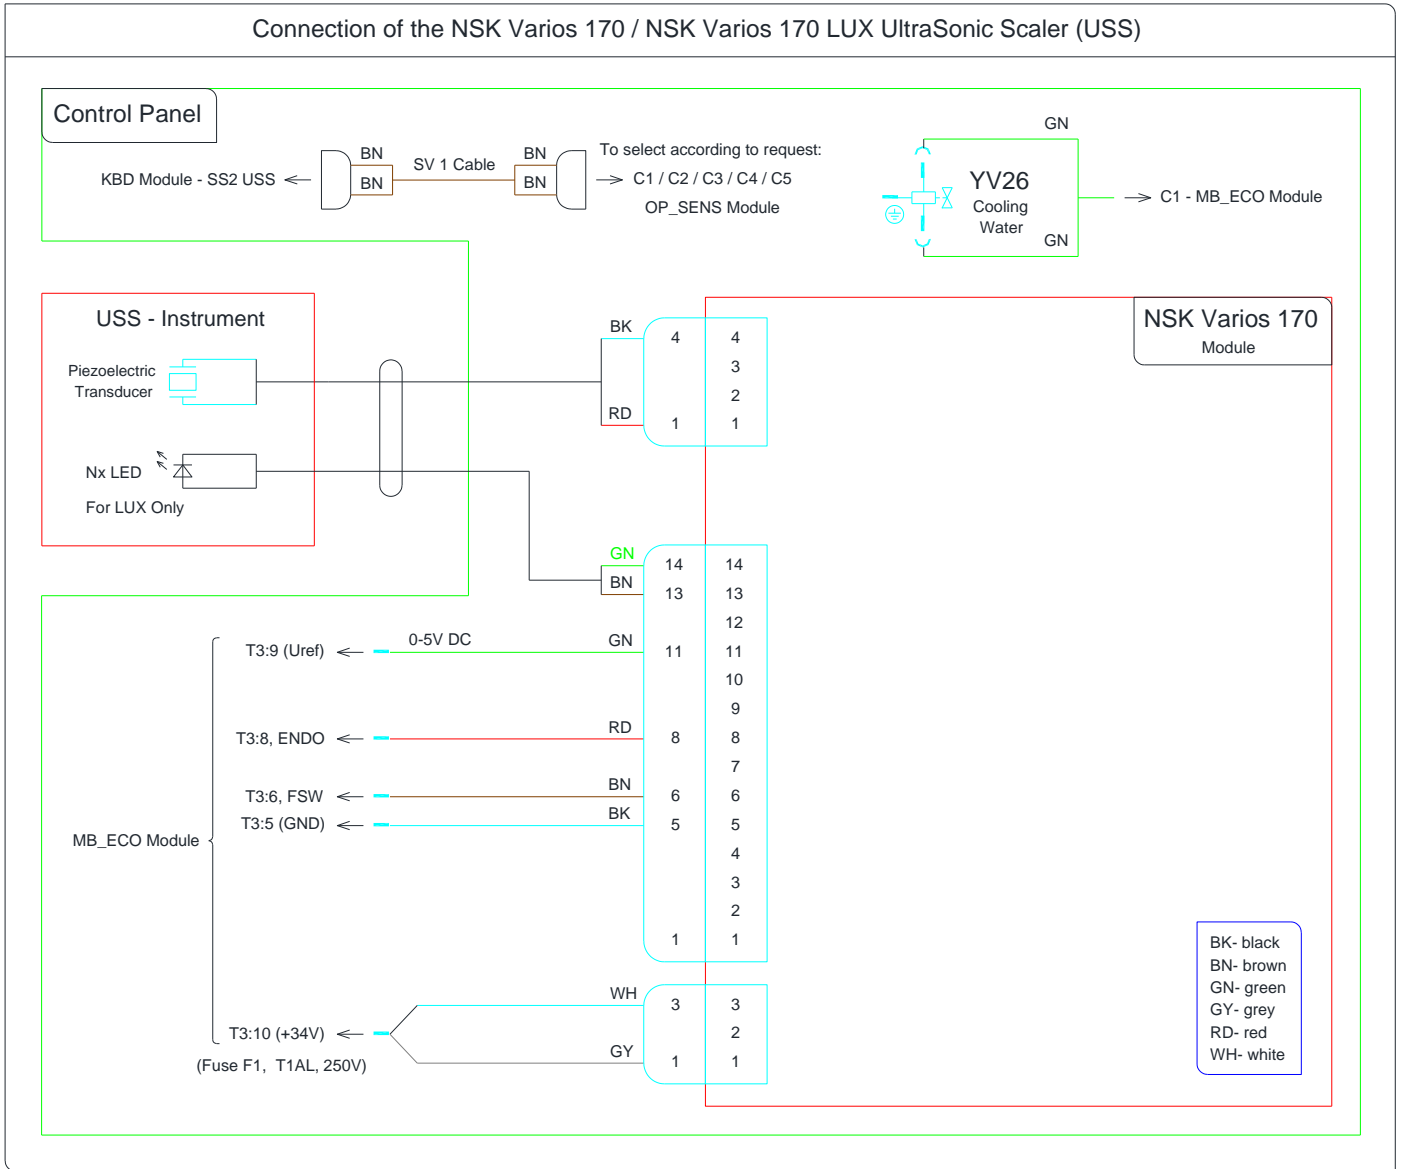 Connection of the NSK Varios 170 / NSK Varios 170 LUX UltraSonic Scaler (USS)
Control Panel
KBD Module - SS2 USS
BN
BN
SV 1 Cable
BN
BN
To select according to request:
C1 / C2 / C3 / C4 / C5
OP_SENS Module
GN
YV26
Cooling
Water
GN
C1 - MB_ECO Module
USS - Instrument
Piezoelectric
Transducer
Nx LED
For LUX Only
NSK Varios 170
Module
BK
4 4
3
2
RD
1 1
GN
14 14
BN
13 13
12
T3:9 (Uref)
0-5V DC
GN
11 11
10
9
T3:8, ENDO
RD
8 8
7
T3:6, FSW
BN
6 6
T3:5 (GND)
BK
5 5
4
3
2
1 1
MB_ECO Module
WH
3 3
2
T3:10 (+34V)
GY
1 1
(Fuse F1, T1AL, 250V)
BK- black
BN- brown
GN- green
GY- grey
RD- red
WH- white